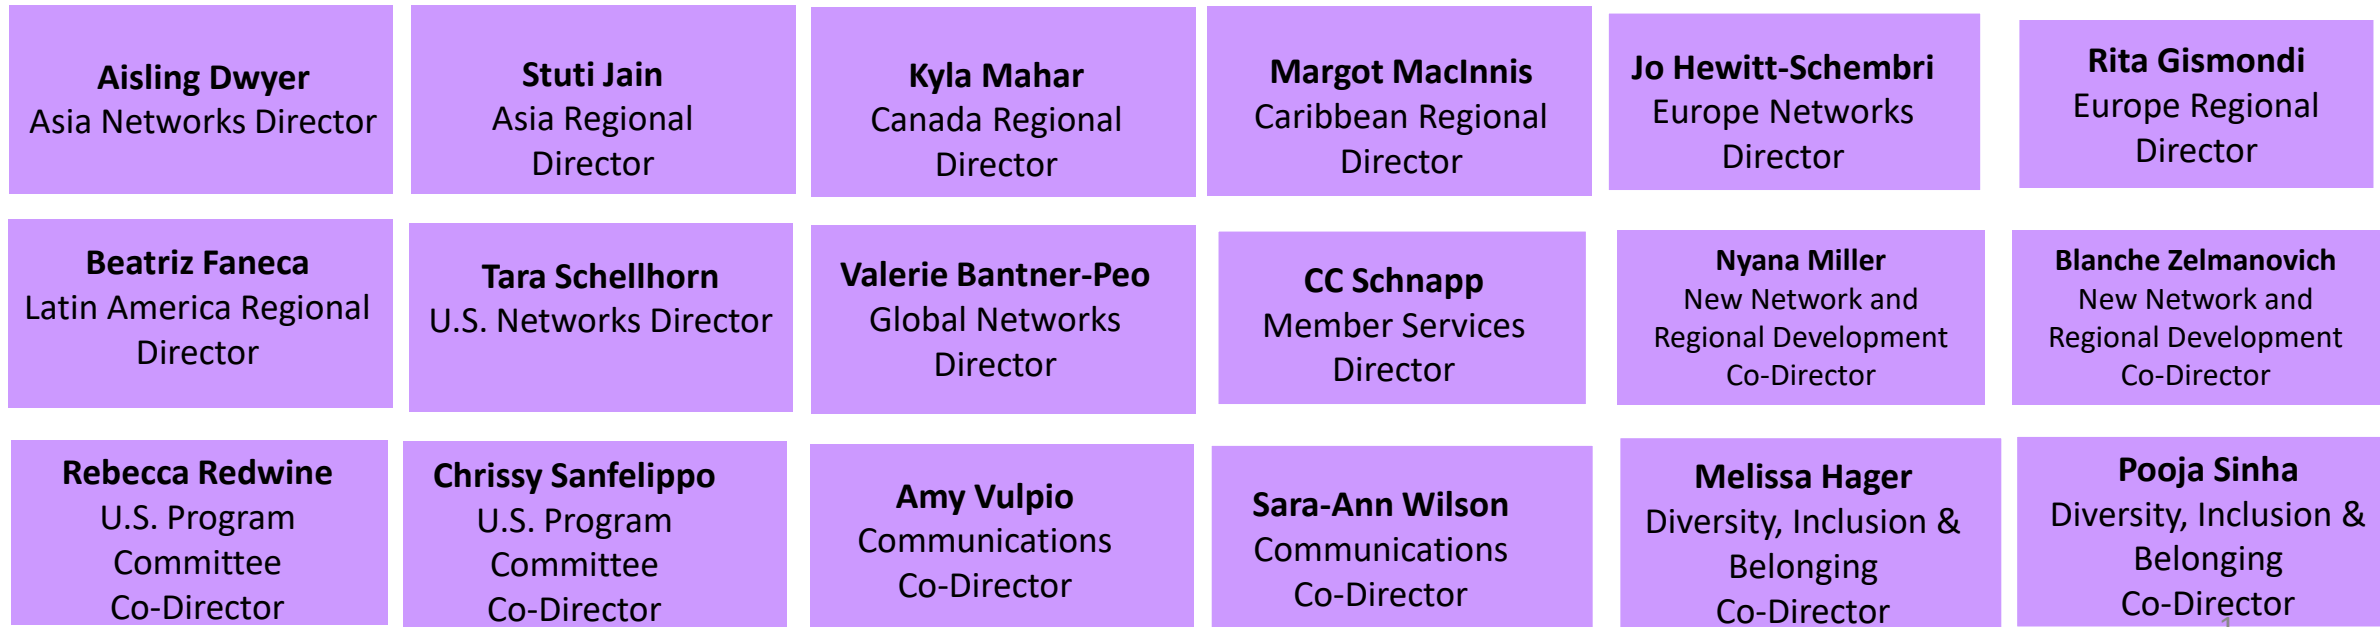 Aisling Dwyer
Asia Networks Director
Stuti Jain
Asia Regional
Director
Kyla Mahar
Canada Regional
Director
Margot MacInnis
Caribbean Regional
Director
Jo Hewitt-Schembri
Europe Networks
Director
Rita Gismondi
Europe Regional
Director
Beatriz Faneca
Latin America Regional
Director
Tara Schellhorn
U.S. Networks Director
Valerie Bantner-Peo
Global Networks
Director
CC Schnapp
Member Services
Director
Nyana Miller
New Network and
Regional Development
Co-Director
Blanche Zelmanovich
New Network and
Regional Development
Co-Director
Rebecca Redwine
U.S. Program
Committee
Co-Director
Chrissy Sanfelippo
U.S. Program
Committee
Co-Director
Amy Vulpio
Communications
Co-Director
Sara-Ann Wilson
Communications
Co-Director
Melissa Hager
Diversity, Inclusion &
Belonging
Co-Director
Pooja Sinha
Diversity, Inclusion &
Belonging
Co-Director
1